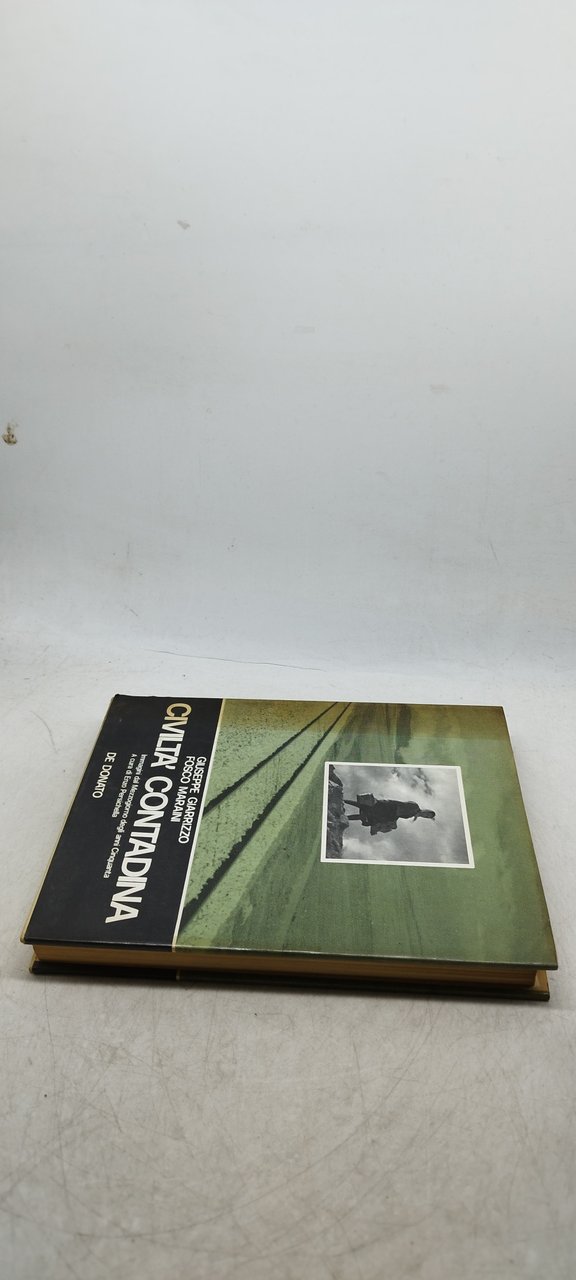 GIUSEPPE GIARRIZZO
FOSCO MARAINI
CIVILTA' CONTADINA
Immagini dal Mezzogiorno degli anni Cinquanta
A cura di Enzo Persichella
DE DONATO